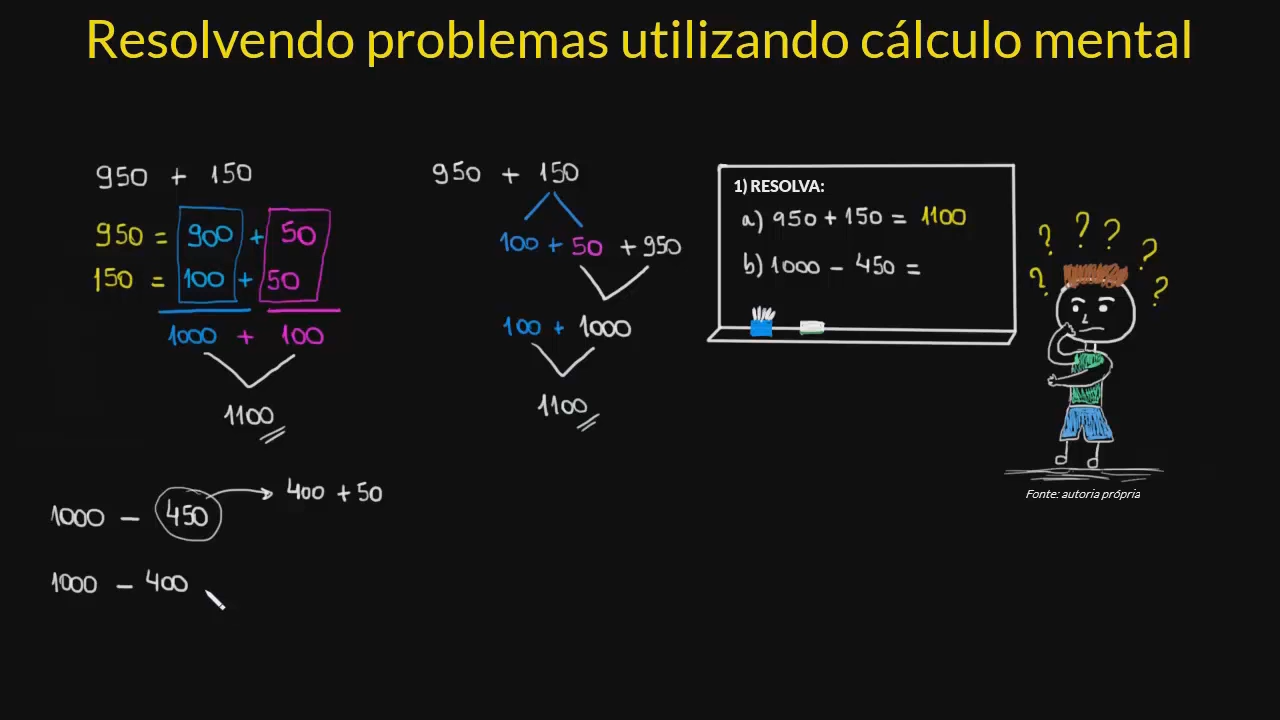 Resolvendo problemas utilizando cálculo mental
950 + 150
950 = 900 + 50
150 = 100 + 50
1000 + 100
1100
950 + 150
100 + 50 + 950
100 + 1000
1100
1) RESOLVA:
a) 950 + 150 = 1100
b) 1000 - 450 =
? ? ? ? ? ?
Fonte: autoria própria
1000 - 450 → 400 + 50
1000 - 400